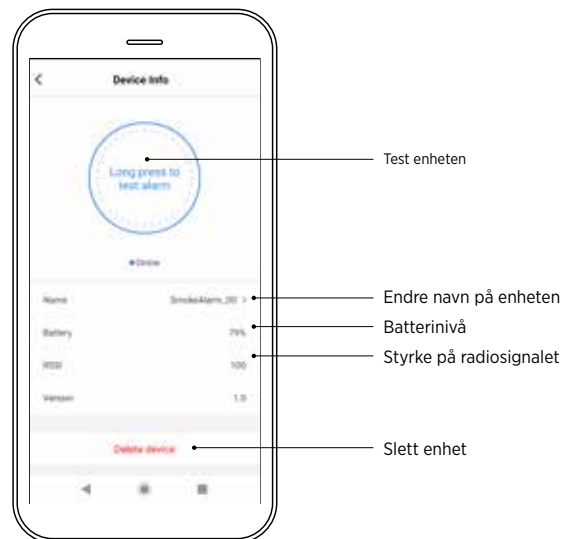 Device Info
Long press to
test alarm
Test enheten
Online
Name SmokeAlarm_00 >
Endre navn på enheten
Battery 79%
Batterinivå
RSSI 100
Styrke på radiosignalet
Version 1.0
Delete device
Slett enhet